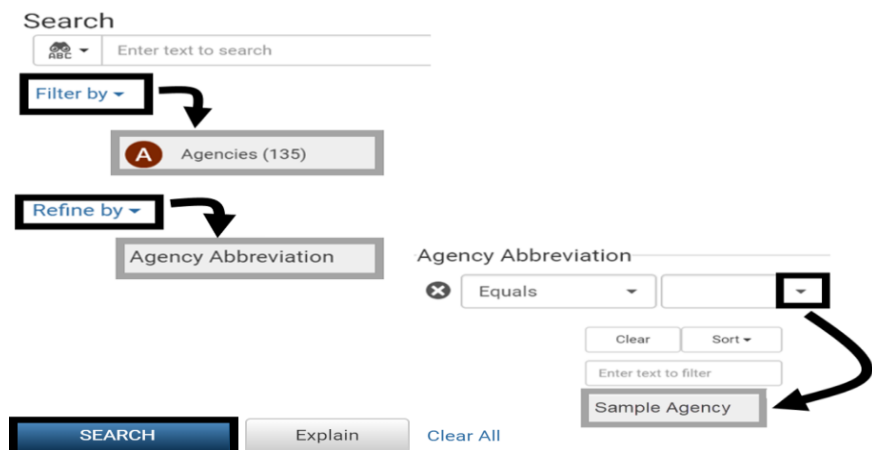 Search
ABC
Enter text to search
Filter by
A Agencies (135)
Refine by
Agency Abbreviation
Agency Abbreviation
Equals
Clear Sort
Enter text to filter
Sample Agency
SEARCH Explain Clear All